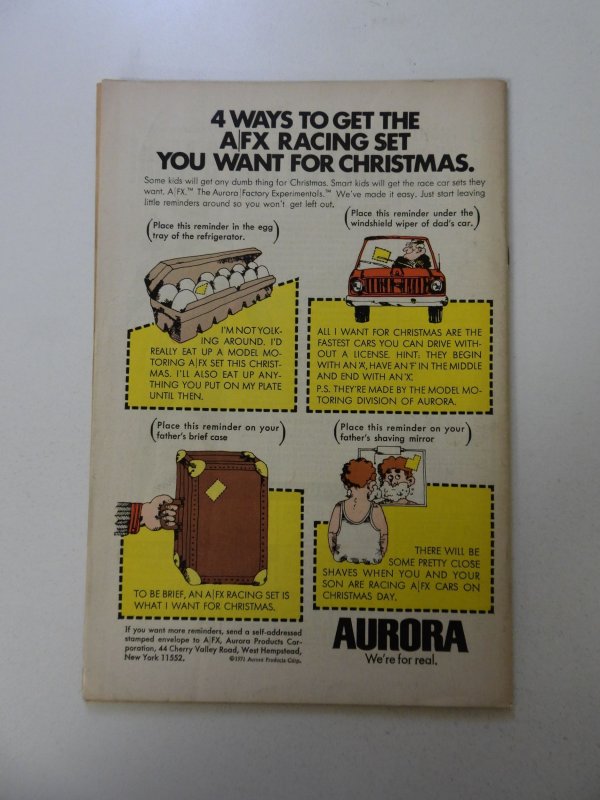 4 WAYS TO GET THE
A|FX RACING SET
YOU WANT FOR CHRISTMAS.
Some kids will get any dumb thing for Christmas. Smart kids will get the race car sets they
want, A|FX.™ The Aurora|Factory Experimentals.™ We've made it easy. Just start leaving
little reminders around so you won't get left out.
(Place this reminder in the egg
tray of the refrigerator.)
I'M NOT YOLK-
ING AROUND. I'D
REALLY EAT UP A MODEL MO-
TORING A|FX SET THIS CHRIST-
MAS. I'LL ALSO EAT UP ANY-
THING YOU PUT ON MY PLATE
UNTIL THEN.
(Place this reminder under the
windshield wiper of dad's car.)
ALL I WANT FOR CHRISTMAS ARE THE
FASTEST CARS YOU CAN DRIVE WITH-
OUT A LICENSE. HINT: THEY BEGIN
WITH AN 'A', HAVE AN 'F' IN THE MIDDLE
AND END WITH AN 'X'.
P.S. THEY'RE MADE BY THE MODEL MO-
TORING DIVISION OF AURORA.
(Place this reminder on your
father's brief case)
TO BE BRIEF, AN A|FX RACING SET IS
WHAT I WANT FOR CHRISTMAS.
(Place this reminder on your
father's shaving mirror)
THERE WILL BE
SOME PRETTY CLOSE
SHAVES WHEN YOU AND YOUR
SON ARE RACING A|FX CARS ON
CHRISTMAS DAY.
If you want more reminders, send a self-addressed
stamped envelope to A|FX, Aurora Products Cor-
poration, 44 Cherry Valley Road, West Hempstead,
New York 11552. ©1971 Aurora Products Corp.
AURORA
We're for real.